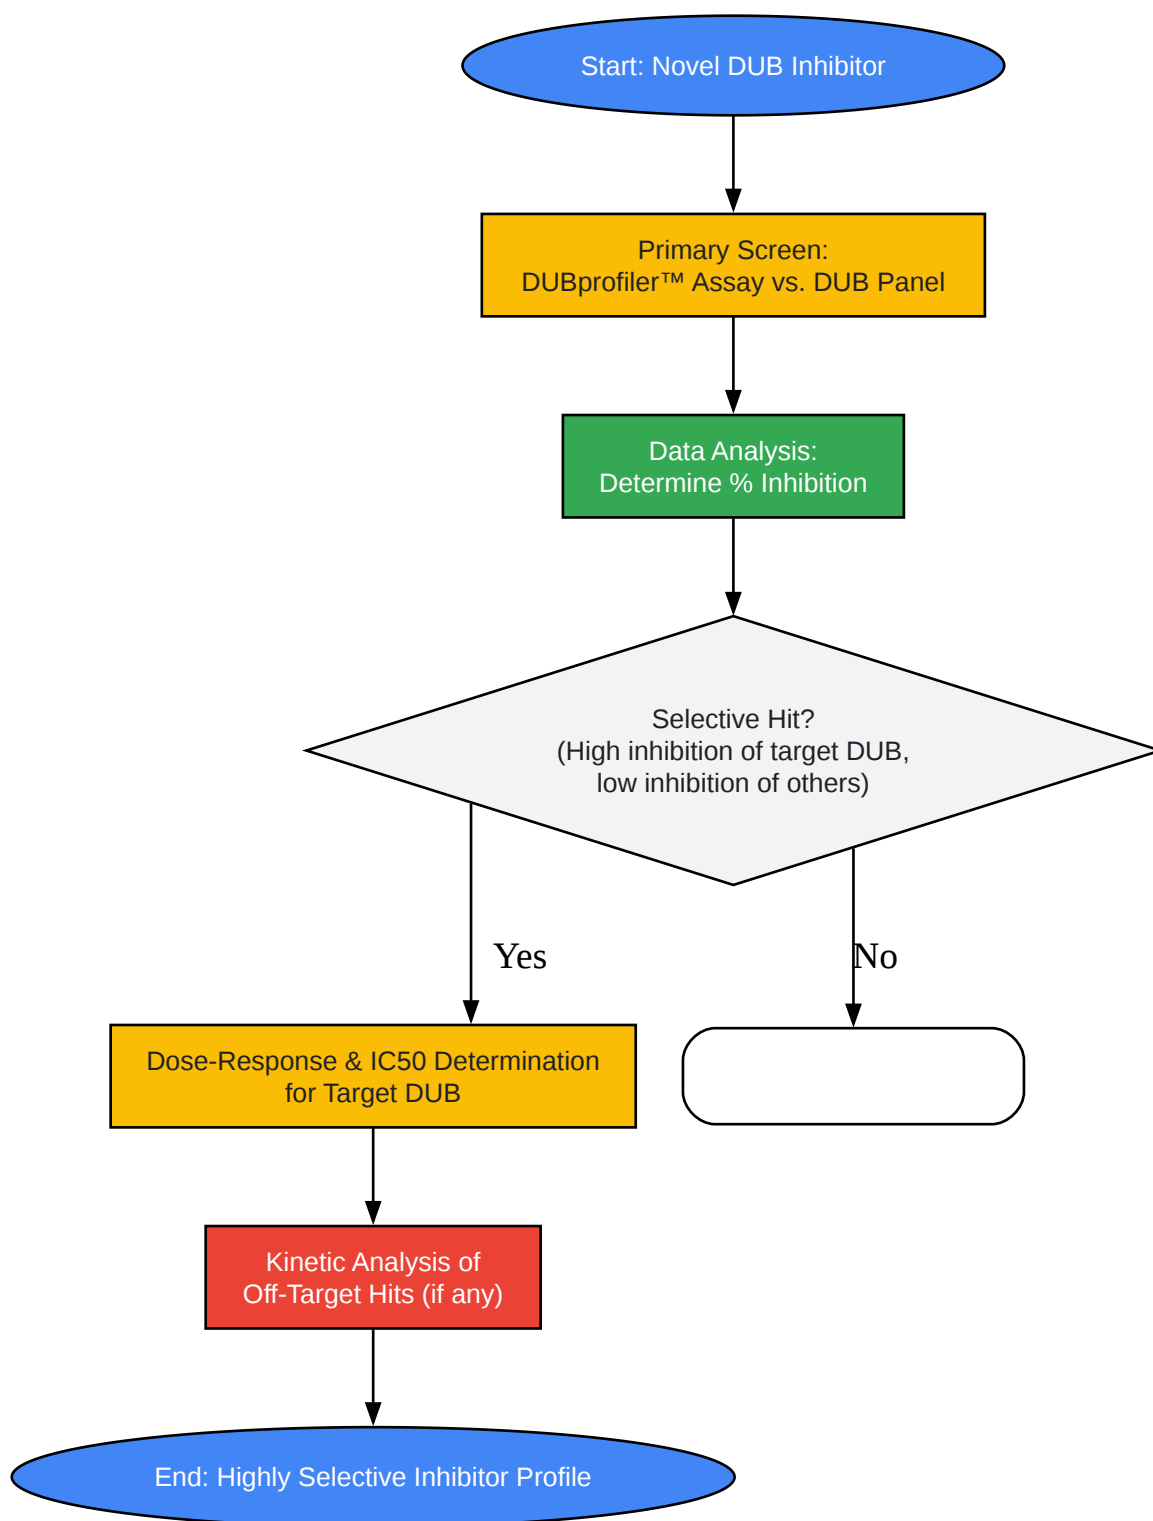 Start: Novel DUB Inhibitor
Primary Screen:
DUBprofiler™ Assay vs. DUB Panel
Data Analysis:
Determine % Inhibition
Selective Hit?
(High inhibition of target DUB,
low inhibition of others)
Yes
No
Dose-Response & IC50 Determination
for Target DUB
Kinetic Analysis of
Off-Target Hits (if any)
End: Highly Selective Inhibitor Profile